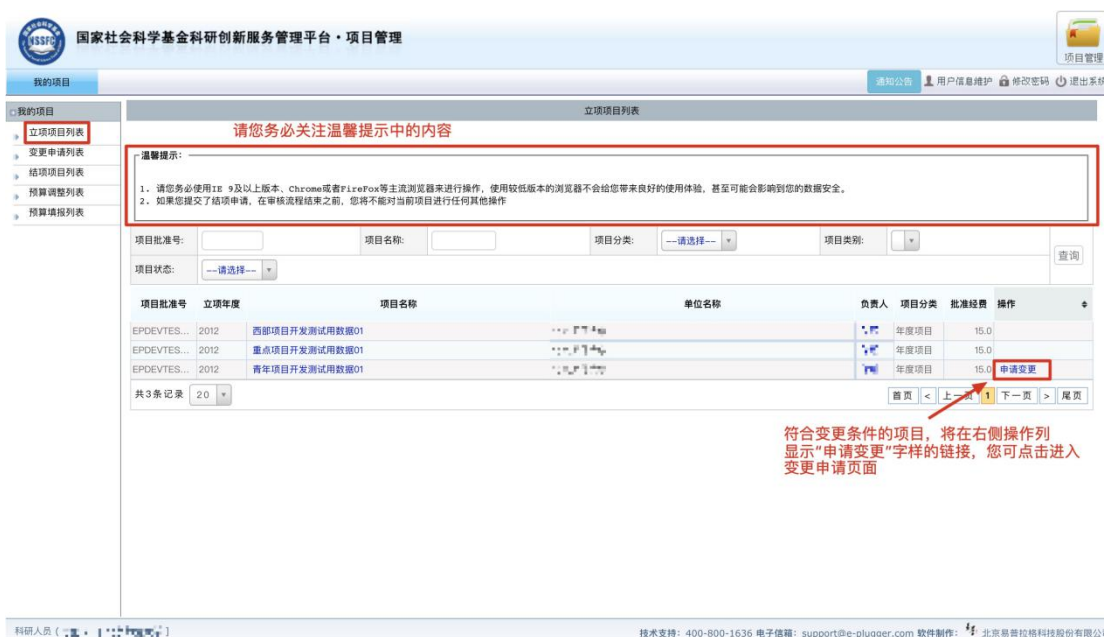 NSSFC
国家社会科学基金科研创新服务管理平台·项目管理
项目管理
我的项目
通知公告 用户信息维护 修改密码 退出系统
我的项目
立项项目列表
变更申请列表
结项项目列表
预算调整列表
预算填报列表
立项项目列表
请您务必关注温馨提示中的内容
温馨提示:
1. 请您务必使用IE 9及以上版本、Chrome或者FireFox等主流浏览器来进行操作,使用较低版本的浏览器不会给您带来良好的使用体验,甚至可能会影响到您的数据安全。
2. 如果您提交了结项申请,在审核流程结束之前,您将不能对当前项目进行任何其他操作
项目批准号: 项目名称: 项目分类: --请选择-- 项目类别:
项目状态: --请选择--
查询
项目批准号 立项年度 项目名称 单位名称 负责人 项目分类 批准经费 操作
EPDEVTES... 2012 西部项目开发测试用数据01 年度项目 15.0
EPDEVTES... 2012 重点项目开发测试用数据01 年度项目 15.0
EPDEVTES... 2012 青年项目开发测试用数据01 年度项目 15.0 申请变更
共3条记录 20 首页 < 上一页 1 下一页 > 尾页
符合变更条件的项目,将在右侧操作列
显示“申请变更”字样的链接,您可点击进入
变更申请页面
科研人员 [ ] 技术支持: 400-800-1636 电子信箱: support@e-plugger.com 软件制作: 北京易普拉格科技股份有限公